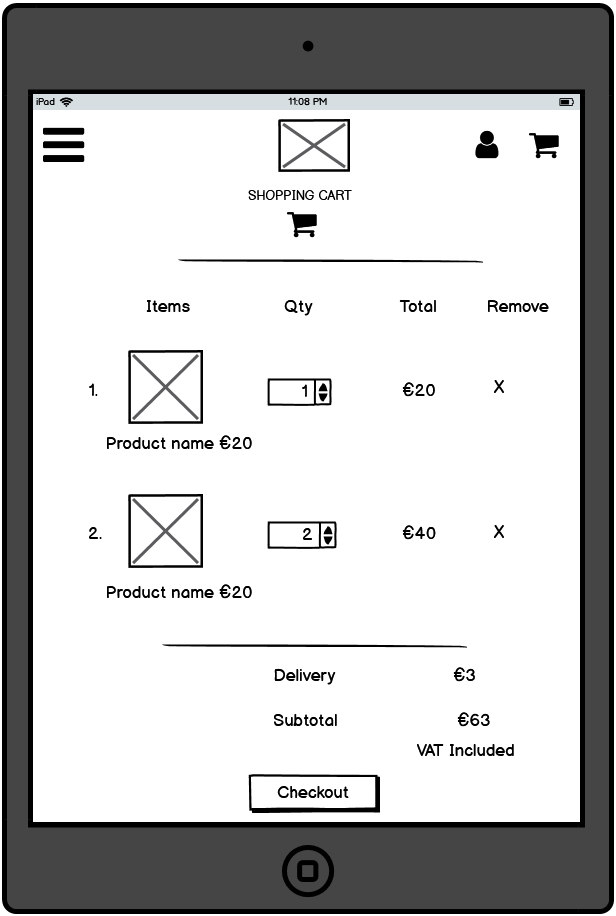 iPad 11:08 PM
SHOPPING CART
Items Qty Total Remove
1. 1 €20 X
Product name €20
2. 2 €40 X
Product name €20
Delivery €3
Subtotal €63
VAT Included
Checkout